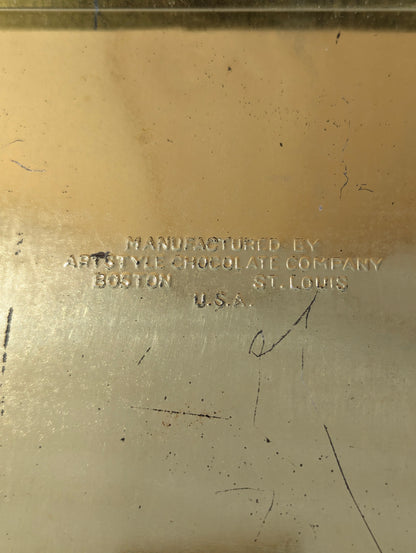 MANUFACTURED BY
ARTSTYLE CHOCOLATE COMPANY
BOSTON ST. LOUIS
U.S.A.